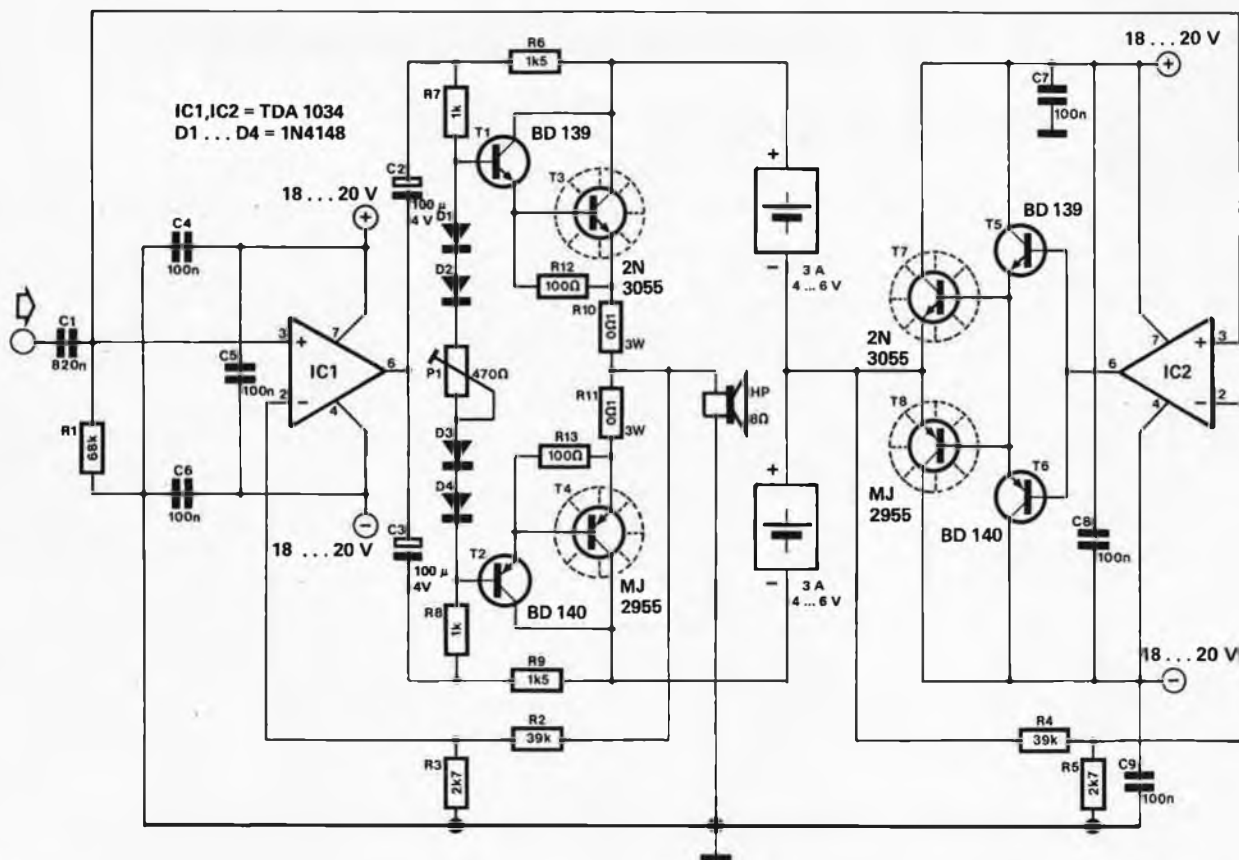 IC1,IC2 = TDA 1034
D1 ... D4 = 1N4148
18 ... 20 V
+
C4
100n
C1
820n
C5
100n
R1
68k
C6
100n
18 ... 20 V
−
3
+
2
−
7
4
6
IC1
R6
1k5
R7
1k
T1
BD 139
C2
100 µ
4 V
D1
D2
T3
2N
3055
R12
100Ω
R10
0Ω1
3W
P1
470Ω
R11
0Ω1
3W
D3
D4
R13
100Ω
T4
MJ
2955
C3
100 µ
4V
T2
BD 140
R8
1k
R9
1k5
R2
39k
R3
2k7
HP
8Ω
+
−
3 A
4 ... 6 V
+
−
3 A
4 ... 6 V
18 ... 20 V
+
C7
100n
T5
BD 139
T7
2N
3055
T8
MJ
2955
T6
BD 140
C8
100n
7
3
+
6
IC2
4
−
2
18 ... 20 V
−
R4
39k
R5
2k7
C9
100n